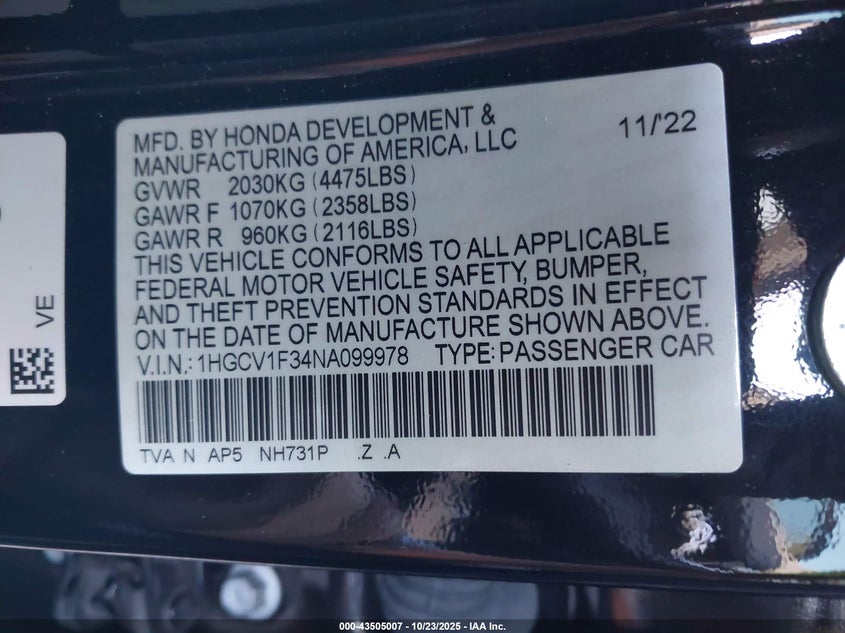 MFD. BY HONDA DEVELOPMENT &
MANUFACTURING OF AMERICA, LLC
11/'22
GVWR 2030KG (4475LBS)
GAWR F 1070KG (2358LBS)
GAWR R 960KG (2116LBS)
THIS VEHICLE CONFORMS TO ALL APPLICABLE
FEDERAL MOTOR VEHICLE SAFETY, BUMPER,
AND THEFT PREVENTION STANDARDS IN EFFECT
ON THE DATE OF MANUFACTURE SHOWN ABOVE.
V.I.N.: 1HGCV1F34NA099978 TYPE: PASSENGER CAR
TVA N AP5 NH731P .Z .A
VE
000-43505007 - 10/23/2025 - IAA Inc.